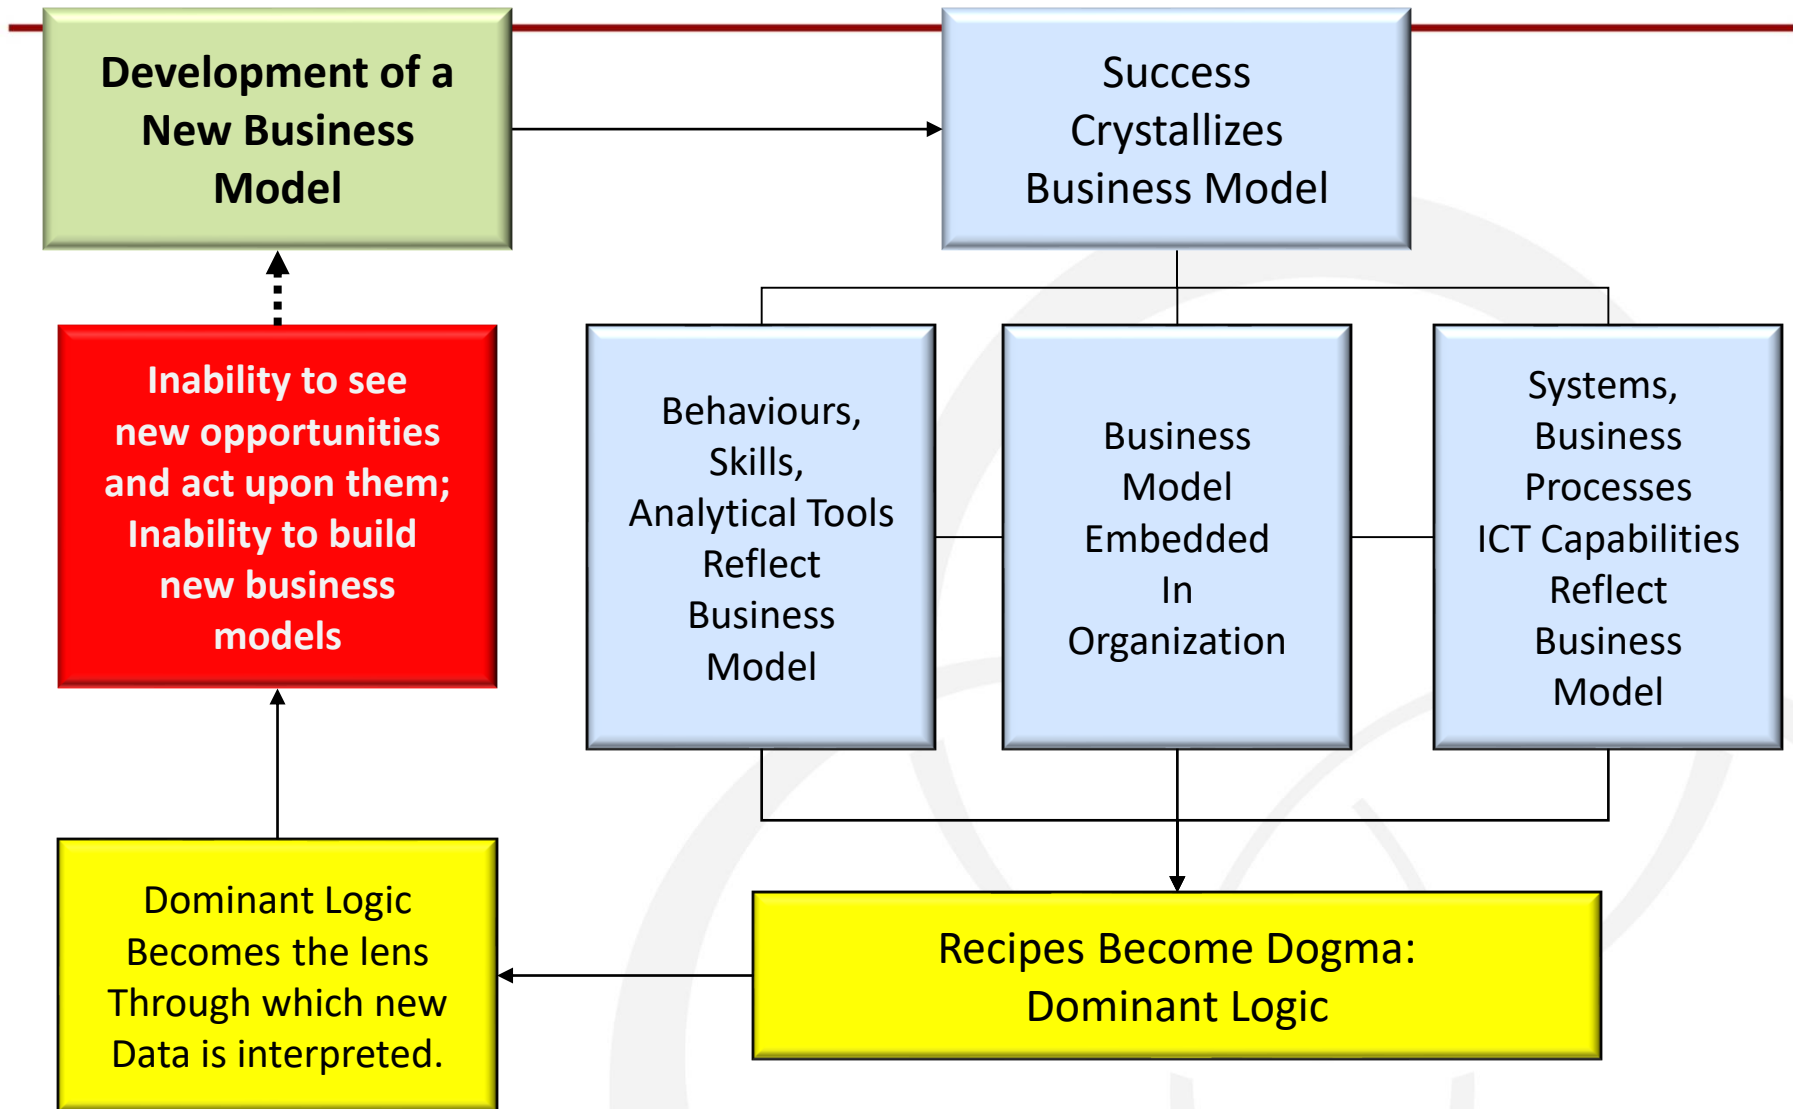 Development of a
New Business
Model
Success
Crystallizes
Business Model
Inability to see
new opportunities
and act upon them;
Inability to build
new business
models
Behaviours,
Skills,
Analytical Tools
Reflect
Business
Model
Business
Model
Embedded
In
Organization
Systems,
Business
Processes
ICT Capabilities
Reflect
Business
Model
Dominant Logic
Becomes the lens
Through which new
Data is interpreted.
Recipes Become Dogma:
Dominant Logic